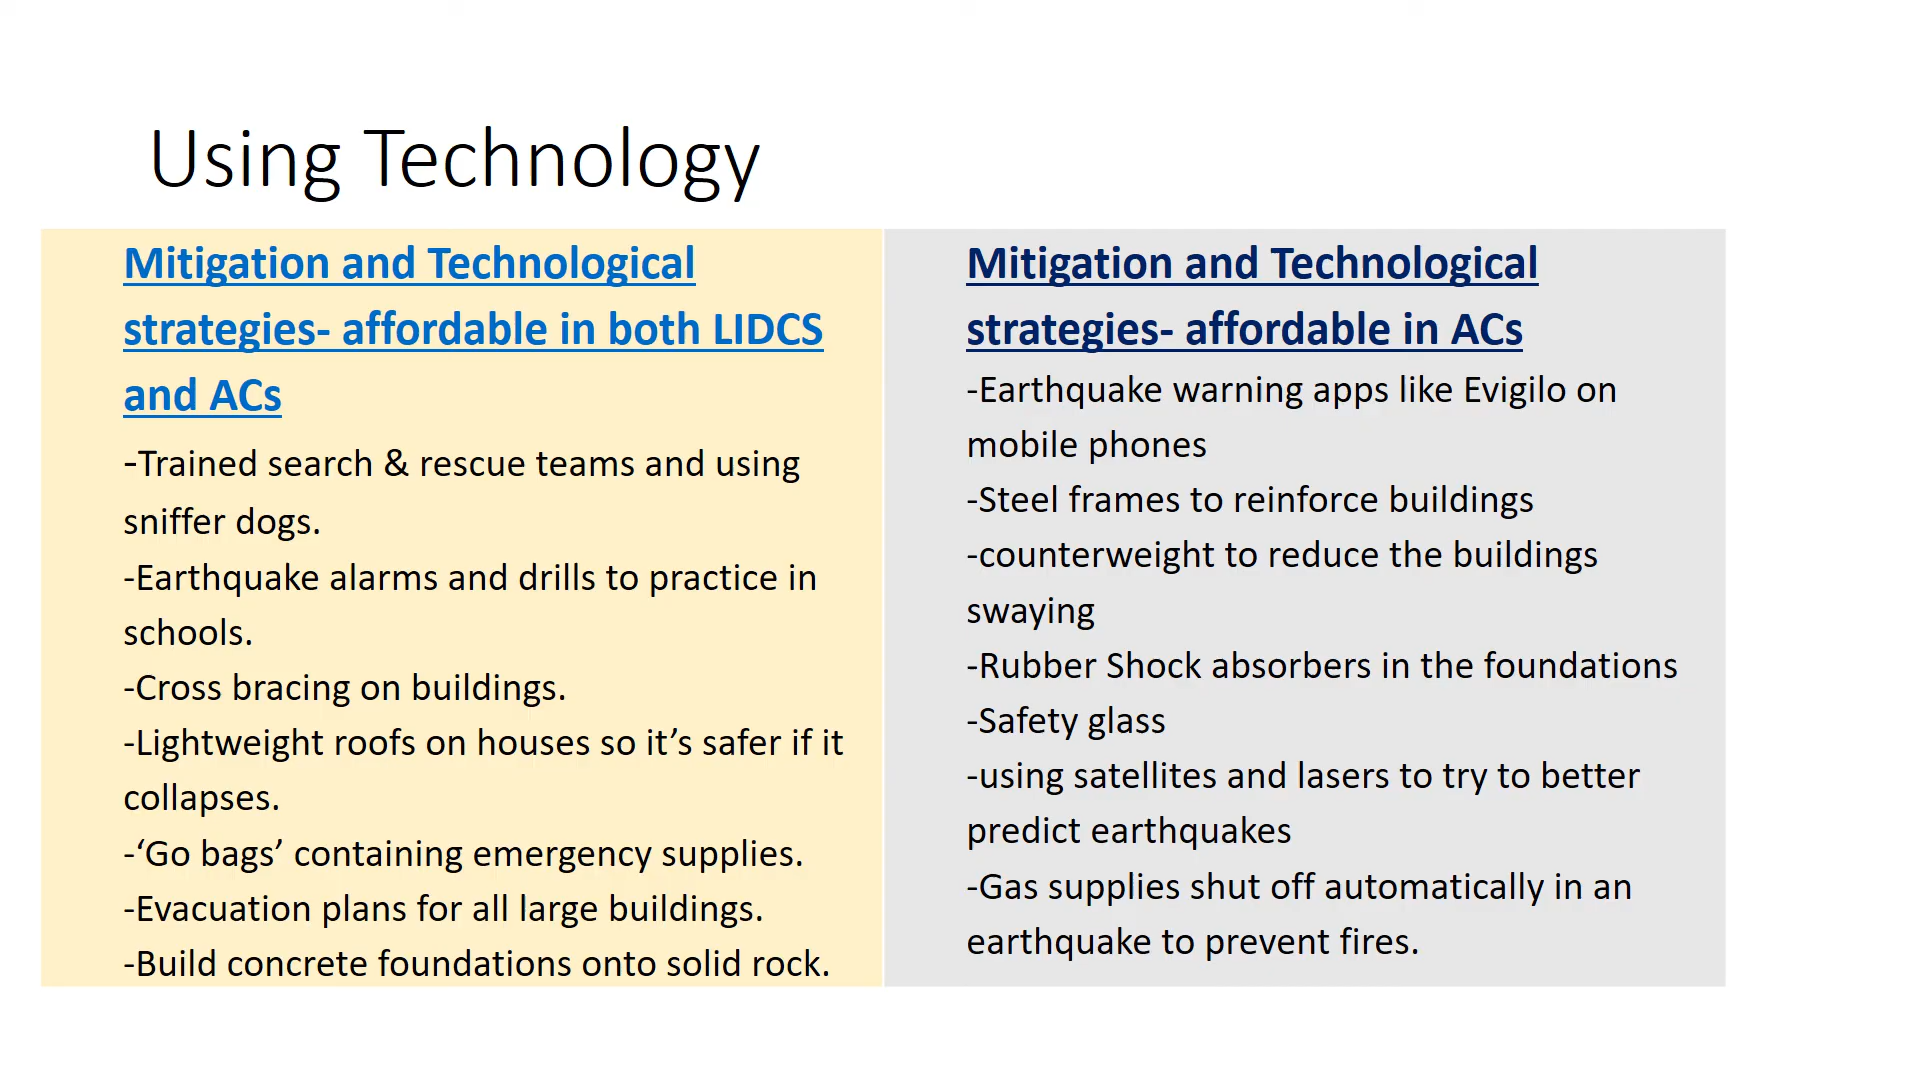 Using Technology
Mitigation and Technological
strategies- affordable in both LIDCS
and ACs
-Trained search & rescue teams and using
sniffer dogs.
-Earthquake alarms and drills to practice in
schools.
-Cross bracing on buildings.
-Lightweight roofs on houses so it’s safer if it
collapses.
-‘Go bags’ containing emergency supplies.
-Evacuation plans for all large buildings.
-Build concrete foundations onto solid rock.
Mitigation and Technological
strategies- affordable in ACs
-Earthquake warning apps like Evigilo on
mobile phones
-Steel frames to reinforce buildings
-counterweight to reduce the buildings
swaying
-Rubber Shock absorbers in the foundations
-Safety glass
-using satellites and lasers to try to better
predict earthquakes
-Gas supplies shut off automatically in an
earthquake to prevent fires.